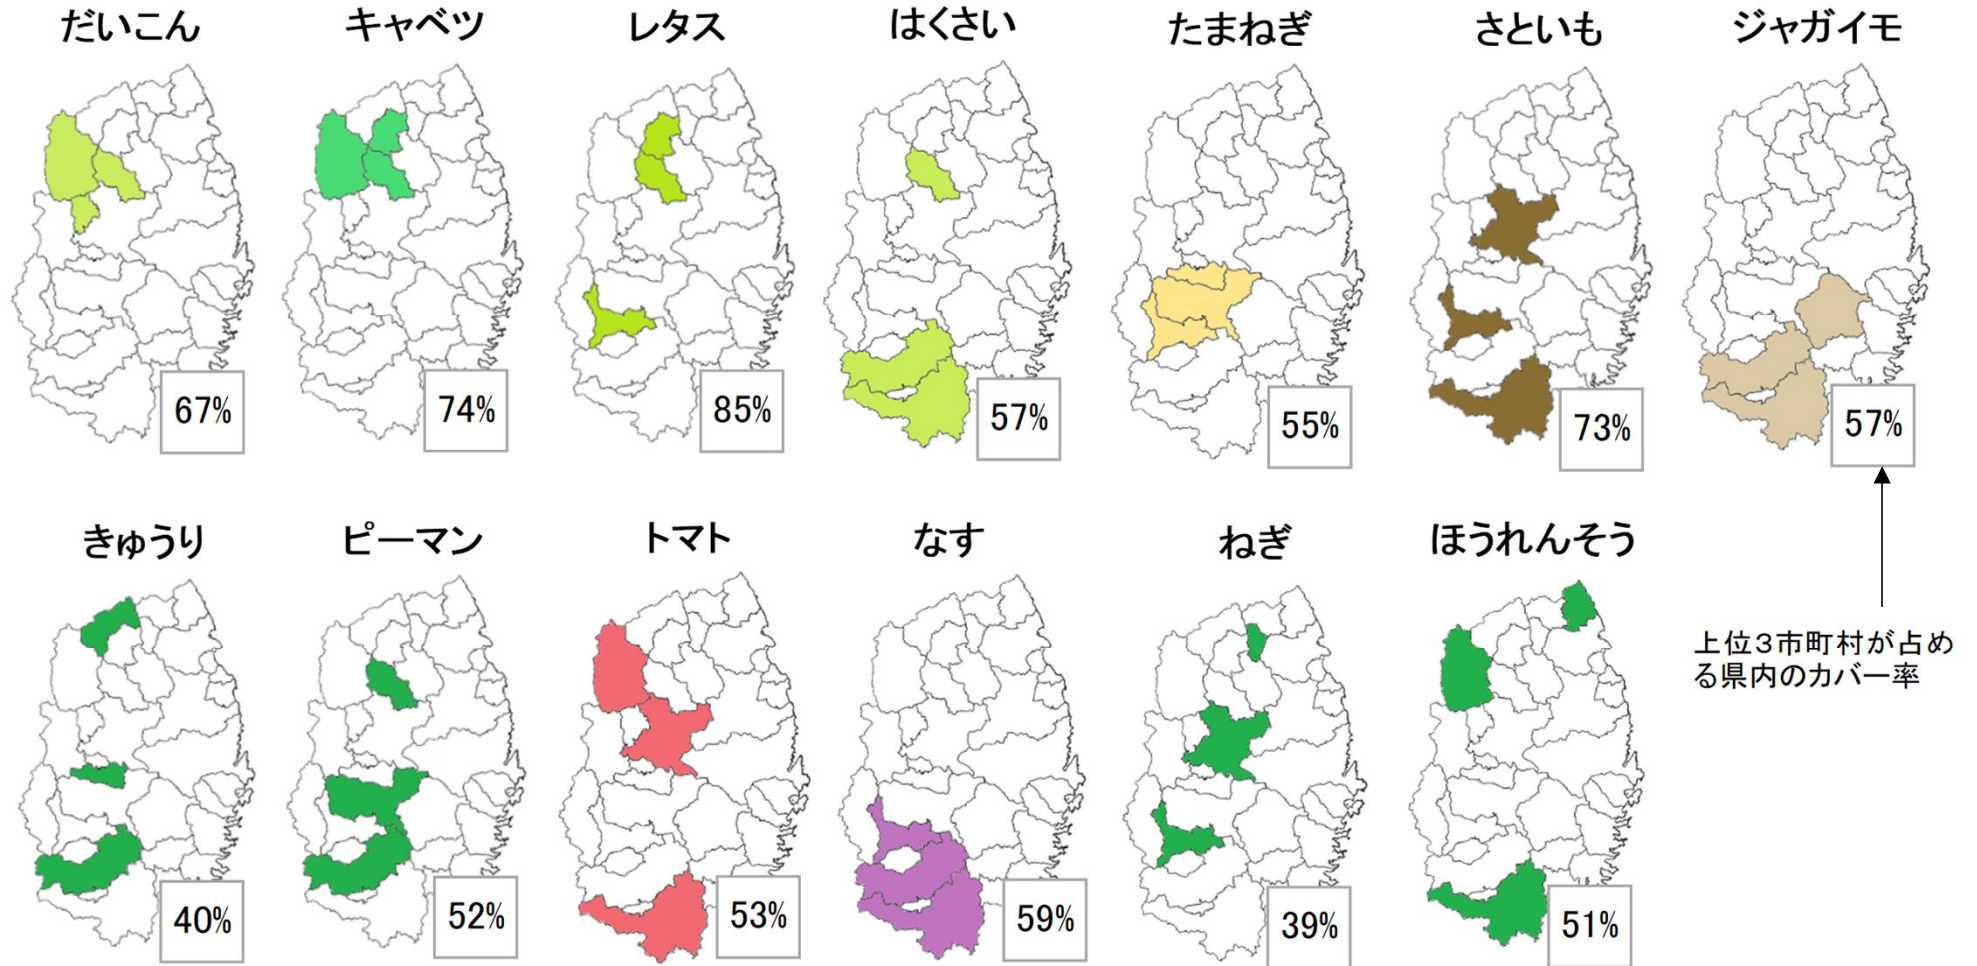 だいこん
キャベツ
レタス
はくさい
たまねぎ
さといも
ジャガイモ
67%
74%
85%
57%
55%
73%
57%
きゅうり
ピーマン
トマト
なす
ねぎ
ほうれんそう
上位3市町村が占め
る県内のカバー率
40%
52%
53%
59%
39%
51%